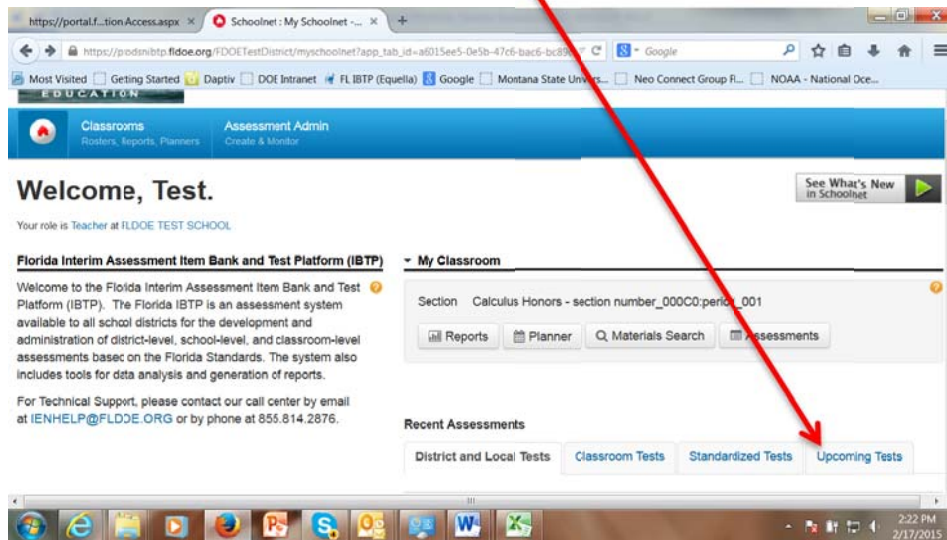 https://portal.f...tion Access.aspx ×
Schoolnet : My Schoolnet -... × +
https://prodsnibtp.fldoe.org/FDOETestDistrict/myschoolnet?app_tab_id=a6015ee5-0e5b-47c6-bac6-bc89
Google
Most Visited Getting Started Daptiv DOE Intranet FL IBTP (Equella) Google Montana State Univers... Neo Connect Group Fl... NOAA - National Oce...
EDUCATION
Classrooms
Rosters, Reports, Planners
Assessment Admin
Create & Monitor
Welcome, Test.
See What's New
in Schoolnet
Your role is Teacher at FLDOE TEST SCHOOL
Florida Interim Assessment Item Bank and Test Platform (IBTP)
Welcome to the Florida Interim Assessment Item Bank and Test
Platform (IBTP). The Florida IBTP is an assessment system
available to all school districts for the development and
administration of district-level, school-level, and classroom-level
assessments based on the Florida Standards. The system also
includes tools for data analysis and generation of reports.
For Technical Support, please contact our call center by email
at IENHELP@FLDOE.ORG or by phone at 855.814.2876.
My Classroom
Section Calculus Honors - section number_000C0:period_001
Reports Planner Materials Search Assessments
Recent Assessments
District and Local Tests Classroom Tests Standardized Tests Upcoming Tests
2:22 PM
2/17/2015